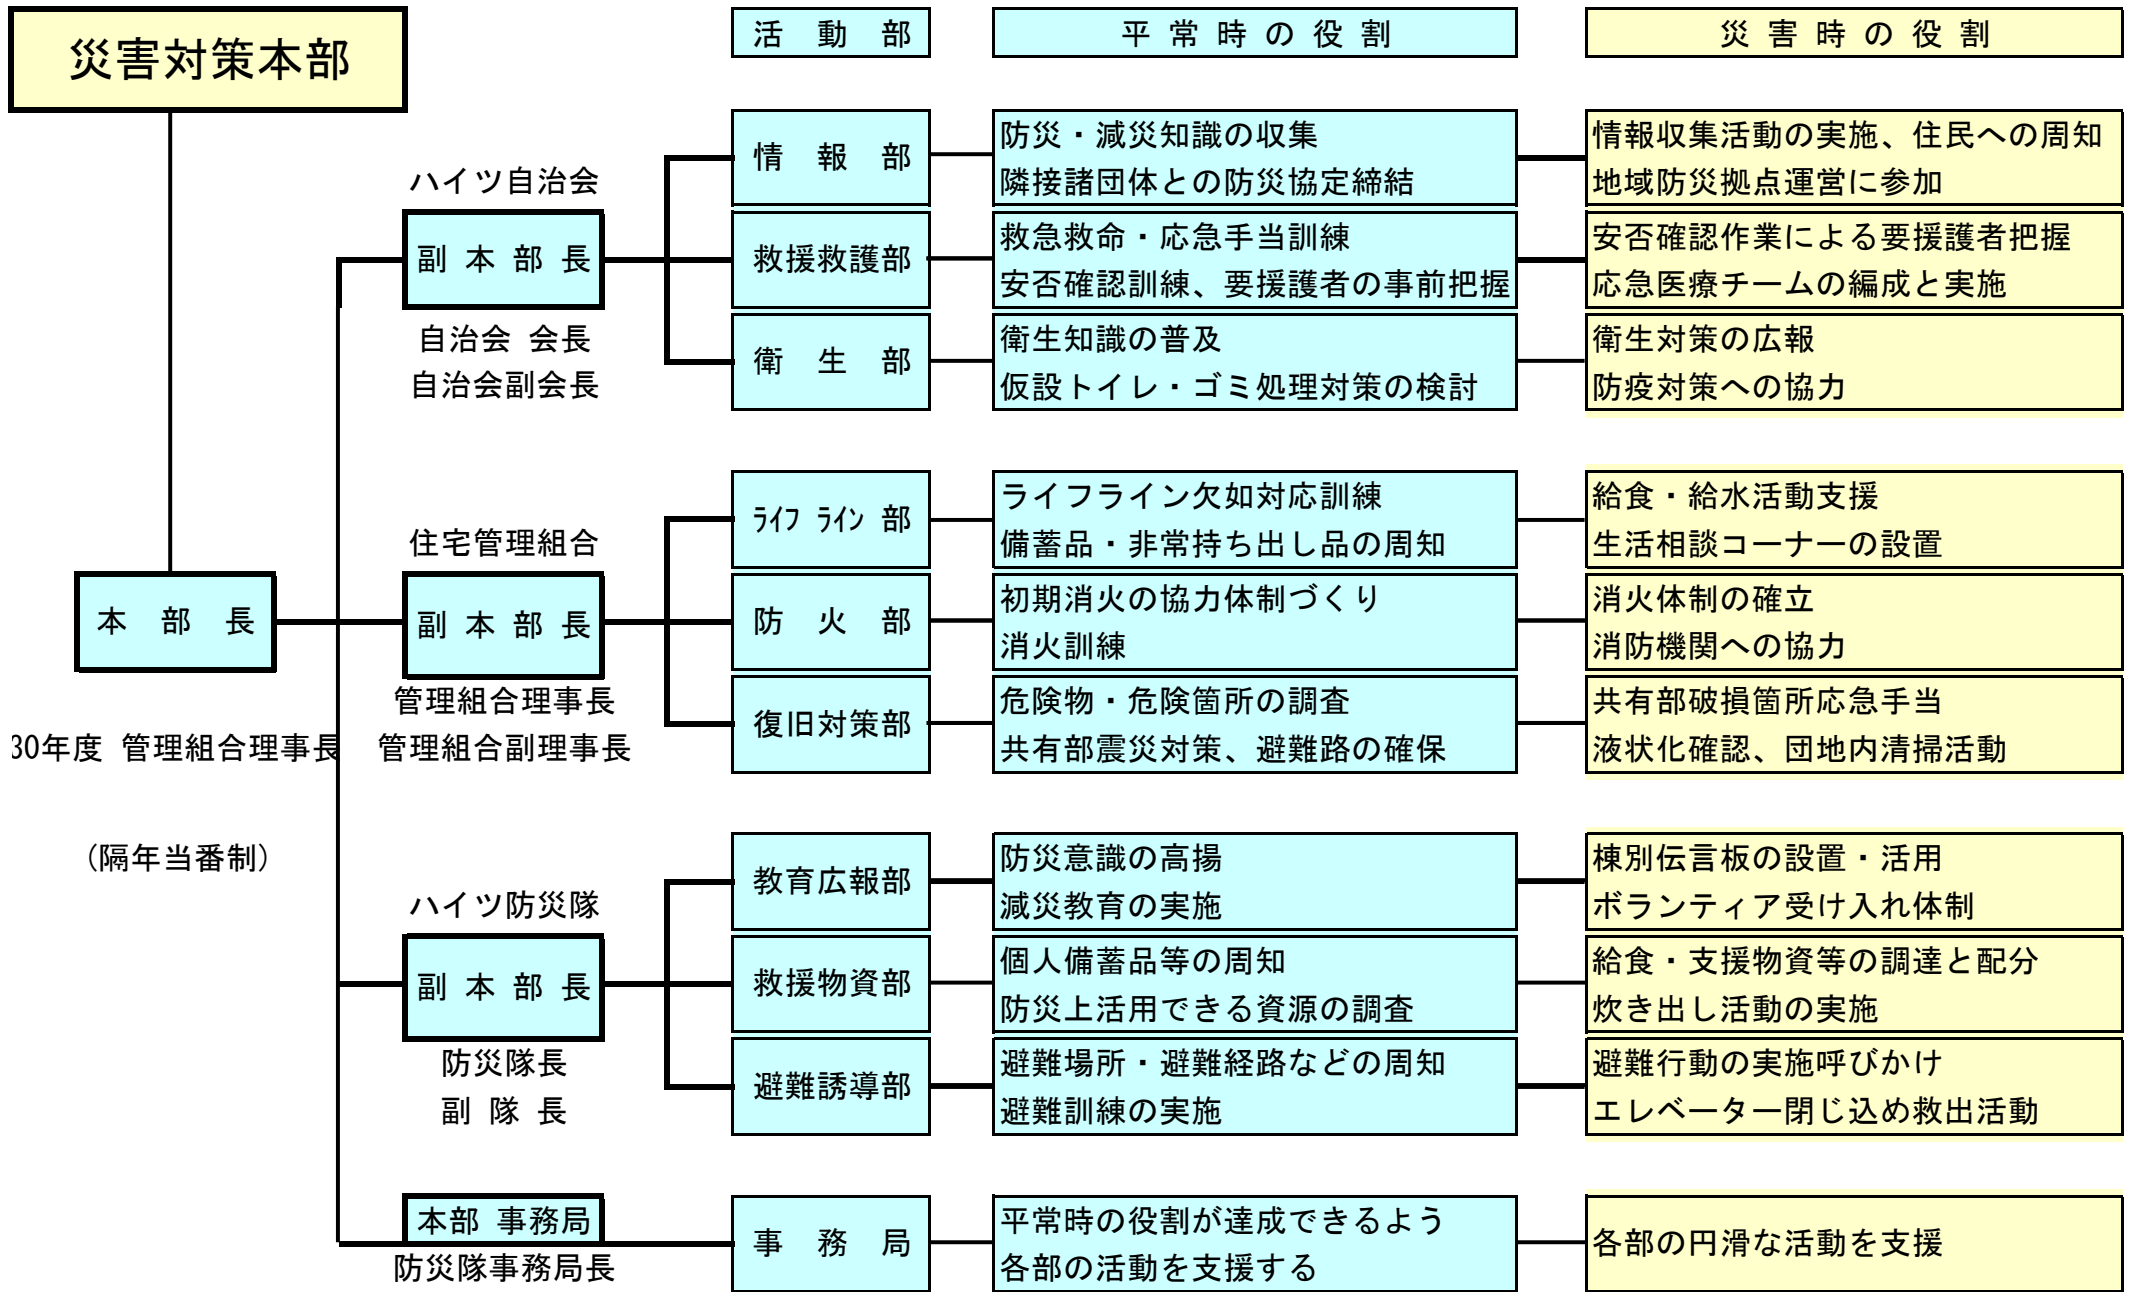 災害対策本部
活　動　部
平 常 時 の 役 割
災 害 時 の 役 割
ハイツ自治会
副 本 部 長
自治会 会長
自治会副会長
情　報　部
防災・減災知識の収集
隣接諸団体との防災協定締結
情報収集活動の実施、住民への周知
地域防災拠点運営に参加
救援救護部
救急救命・応急手当訓練
安否確認訓練、要援護者の事前把握
安否確認作業による要援護者把握
応急医療チームの編成と実施
衛　生　部
衛生知識の普及
仮設トイレ・ゴミ処理対策の検討
衛生対策の広報
防疫対策への協力
本　部　長
30年度 管理組合理事長
（隔年当番制）
住宅管理組合
副 本 部 長
管理組合理事長
管理組合副理事長
ﾗｲﾌ ﾗｲﾝ 部
ライフライン欠如対応訓練
備蓄品・非常持ち出し品の周知
給食・給水活動支援
生活相談コーナーの設置
防　火　部
初期消火の協力体制づくり
消火訓練
消火体制の確立
消防機関への協力
復旧対策部
危険物・危険箇所の調査
共有部震災対策、避難路の確保
共有部破損箇所応急手当
液状化確認、団地内清掃活動
ハイツ防災隊
副 本 部 長
防災隊長
副 隊 長
教育広報部
防災意識の高揚
減災教育の実施
棟別伝言板の設置・活用
ボランティア受け入れ体制
救援物資部
個人備蓄品等の周知
防災上活用できる資源の調査
給食・支援物資等の調達と配分
炊き出し活動の実施
避難誘導部
避難場所・避難経路などの周知
避難訓練の実施
避難行動の実施呼びかけ
エレベーター閉じ込め救出活動
本部 事務局
防災隊事務局長
事　務　局
平常時の役割が達成できるよう
各部の活動を支援する
各部の円滑な活動を支援